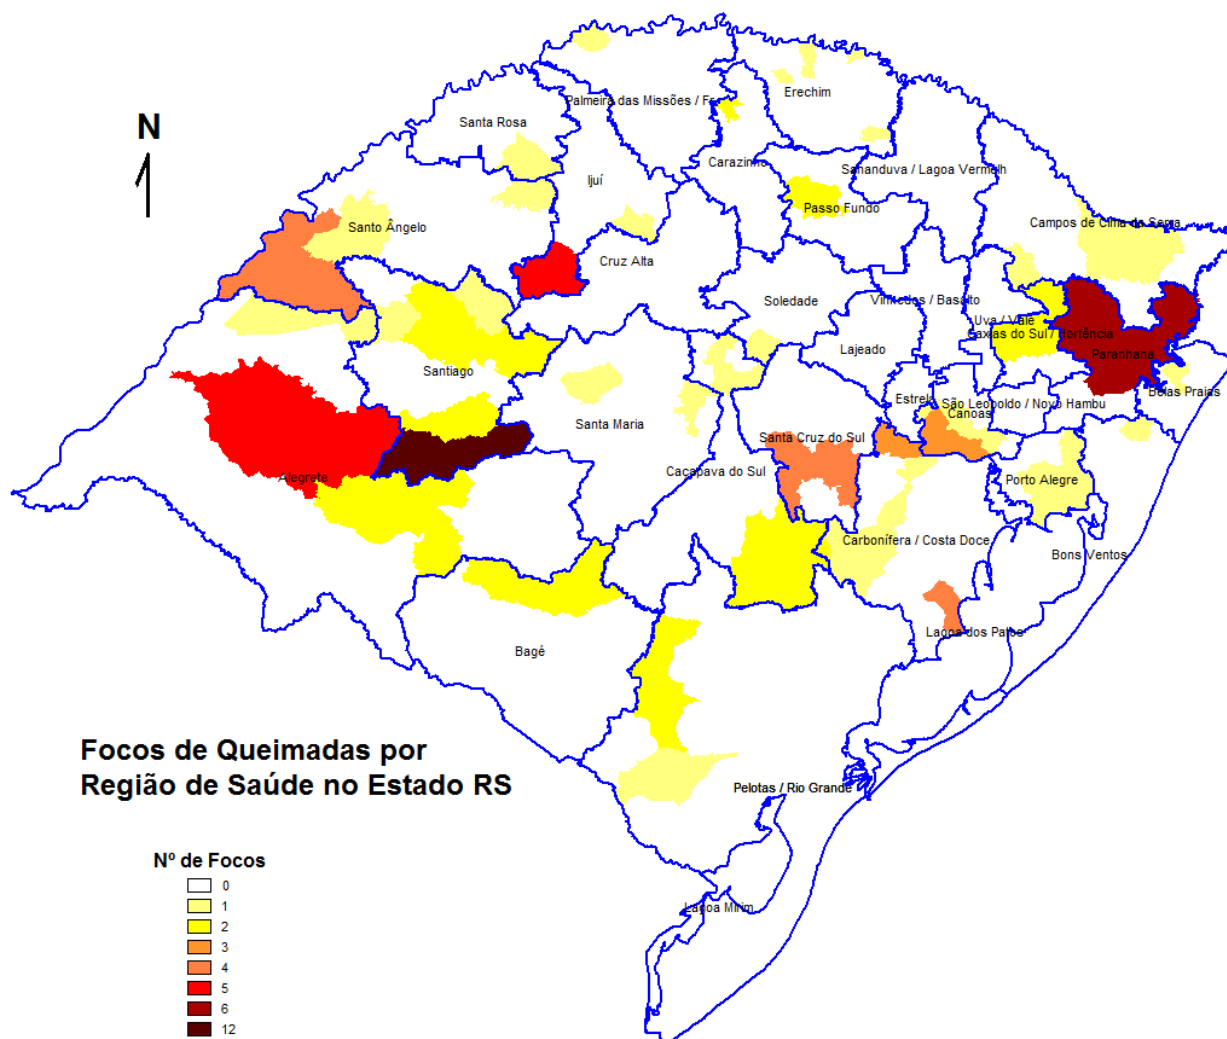 N
Palmeira das Missões / Fr
Erechim
Santa Rosa
Carazinho
Ijuí
Sananduva / Lagoa Vermelh
Passo Fundo
Santo Ângelo
Campos de Cima da Serra
Cruz Alta
Soledade
Vinhedos / Basalto
Uva / Vale
Caxias do Sul / Hortência
Lajeado
Paranhana
Santiago
Belas Praias
Estrela
São Leopoldo / Novo Hambu
Canoas
Santa Maria
Santa Cruz do Sul
Caçapava do Sul
Alegrete
Porto Alegre
Carbonífera / Costa Doce
Bons Ventos
Lagoa dos Patos
Bagé
Focos de Queimadas por
Região de Saúde no Estado RS
Pelotas / Rio Grande
Nº de Focos
0
1
2
3
4
5
6
12
Lagoa Mirim